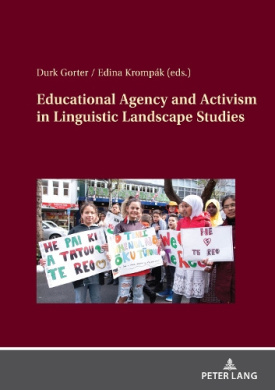 Durk Gorter / Edina Krompák (eds.)
Educational Agency and Activism
in Linguistic Landscape Studies
HE PAI KI
A TATOU
TE REO
ME
TE REO
PETER LANG